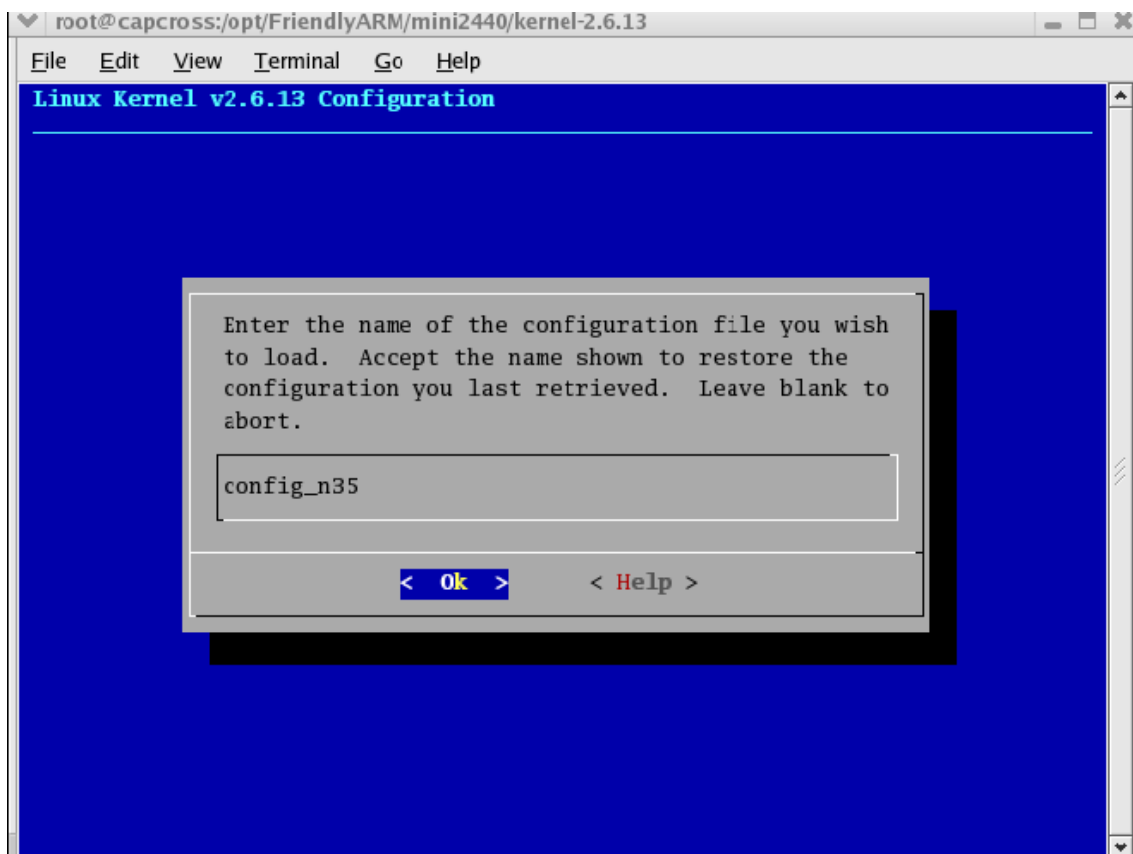 root@capcross:/opt/FriendlyARM/mini2440/kernel-2.6.13
File Edit View Terminal Go Help
Linux Kernel v2.6.13 Configuration
Enter the name of the configuration file you wish
to load. Accept the name shown to restore the
configuration you last retrieved. Leave blank to
abort.
config_n35
< Ok > < Help >